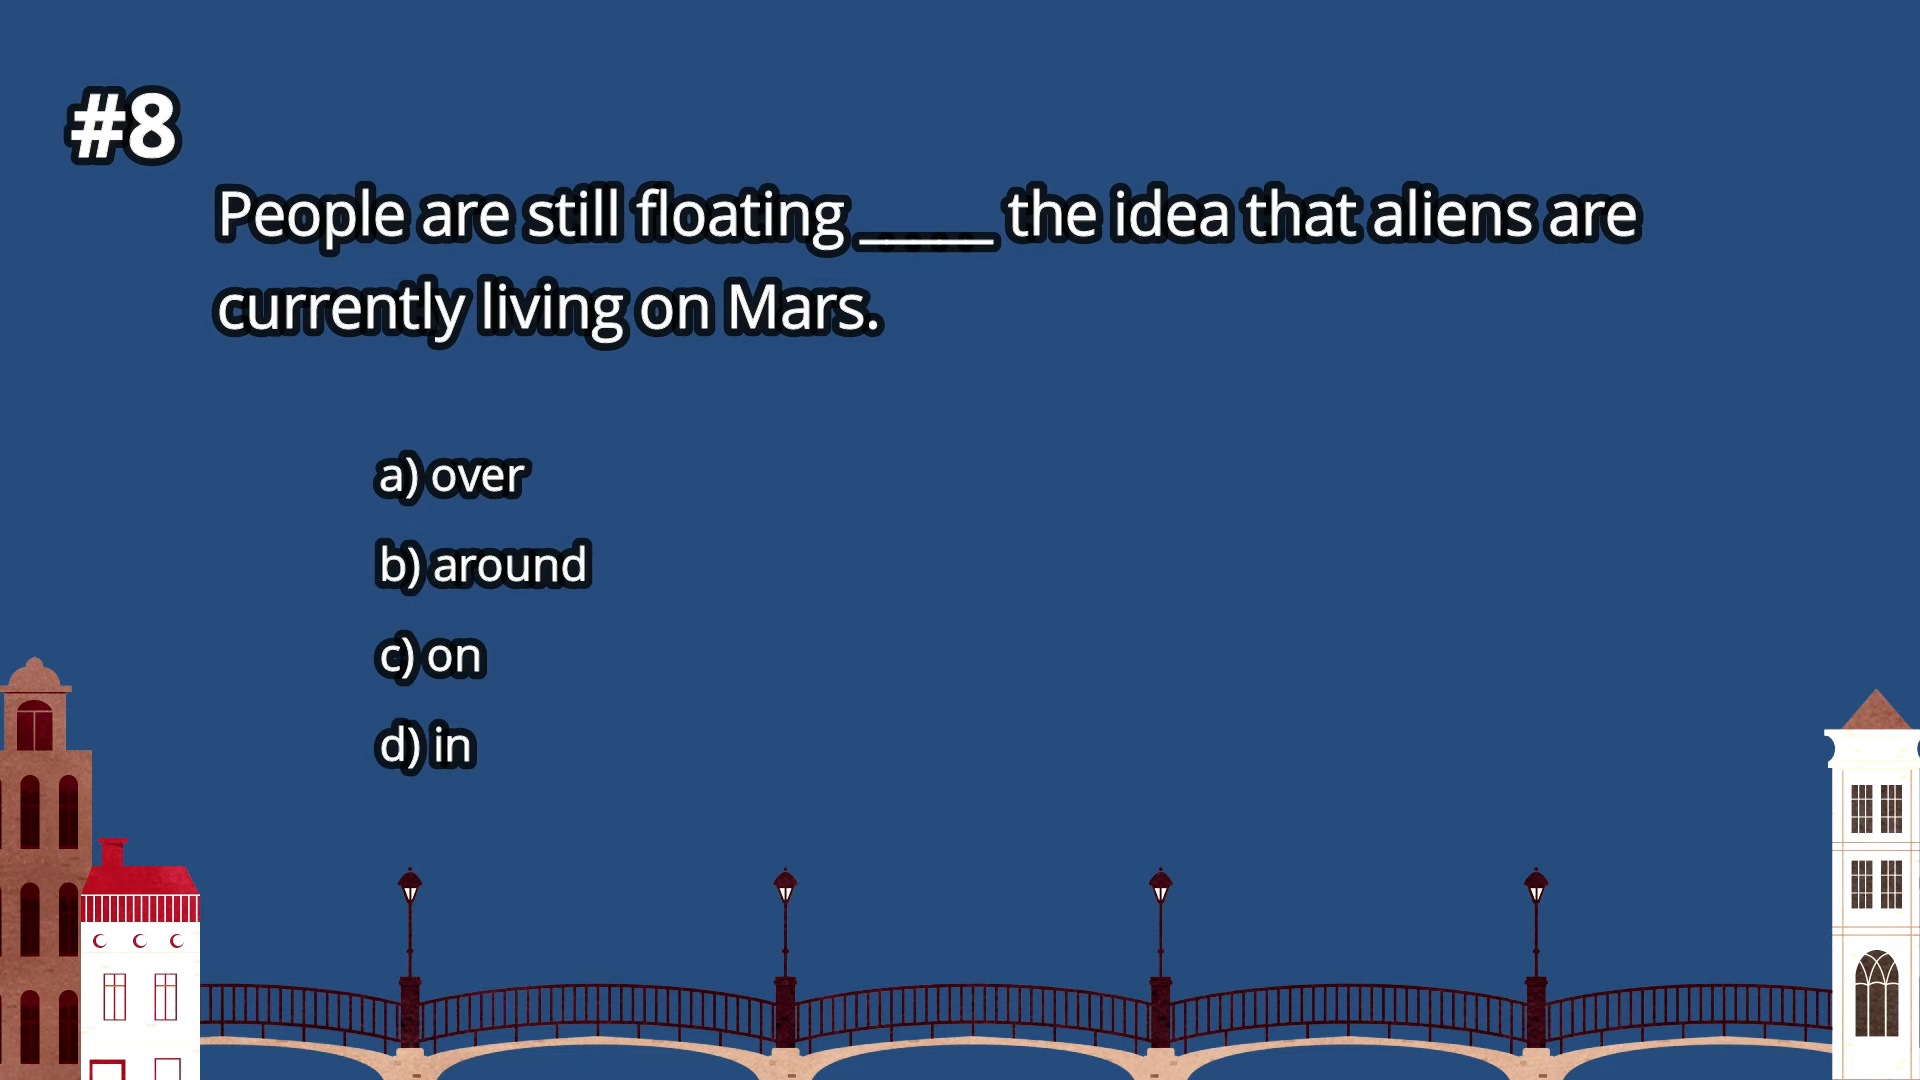 #8
People are still floating _____ the idea that aliens are
currently living on Mars.
a) over
b) around
c) on
d) in